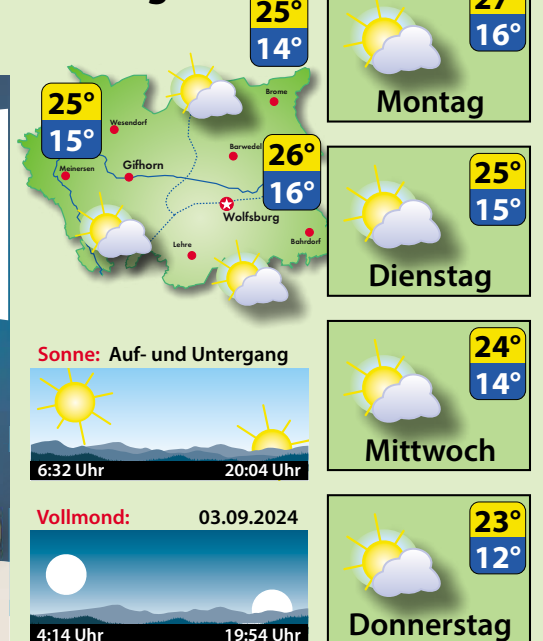 25°
14°
25°
15°
Wesendorf
Brome
Barwedel
Meinersen
Gifhorn
26°
16°
Wolfsburg
Lehre
Bahrdorf
Sonne: Auf- und Untergang
6:32 Uhr 20:04 Uhr
Vollmond: 03.09.2024
4:14 Uhr 19:54 Uhr
27°
16°
Montag
25°
15°
Dienstag
24°
14°
Mittwoch
23°
12°
Donnerstag